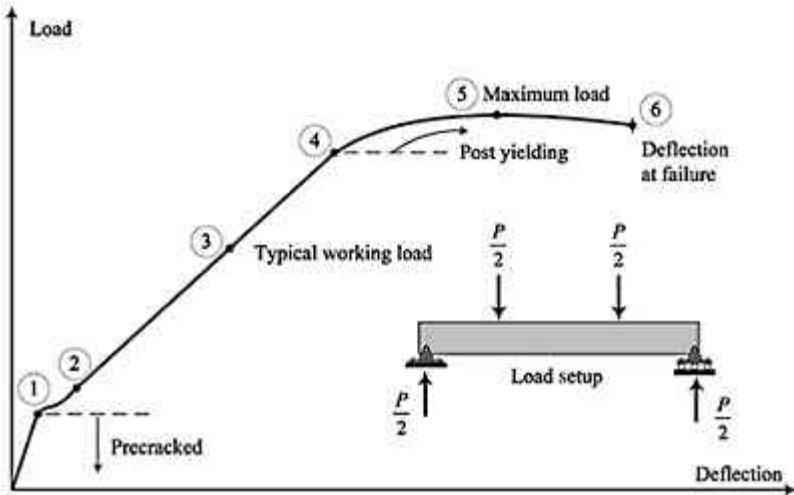 Load
5 Maximum load
6
4
Post yielding
Deflection
at failure
3
Typical working load
P/2
P/2
2
1
Load setup
P/2
P/2
Precracked
Deflection